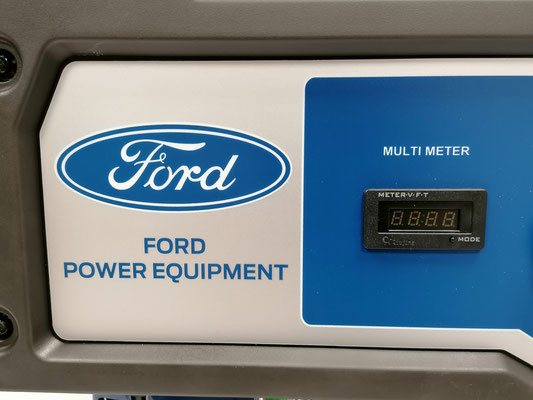 Ford
FORD
POWER EQUIPMENT
MULTI METER
METER-V·F·T
MODE